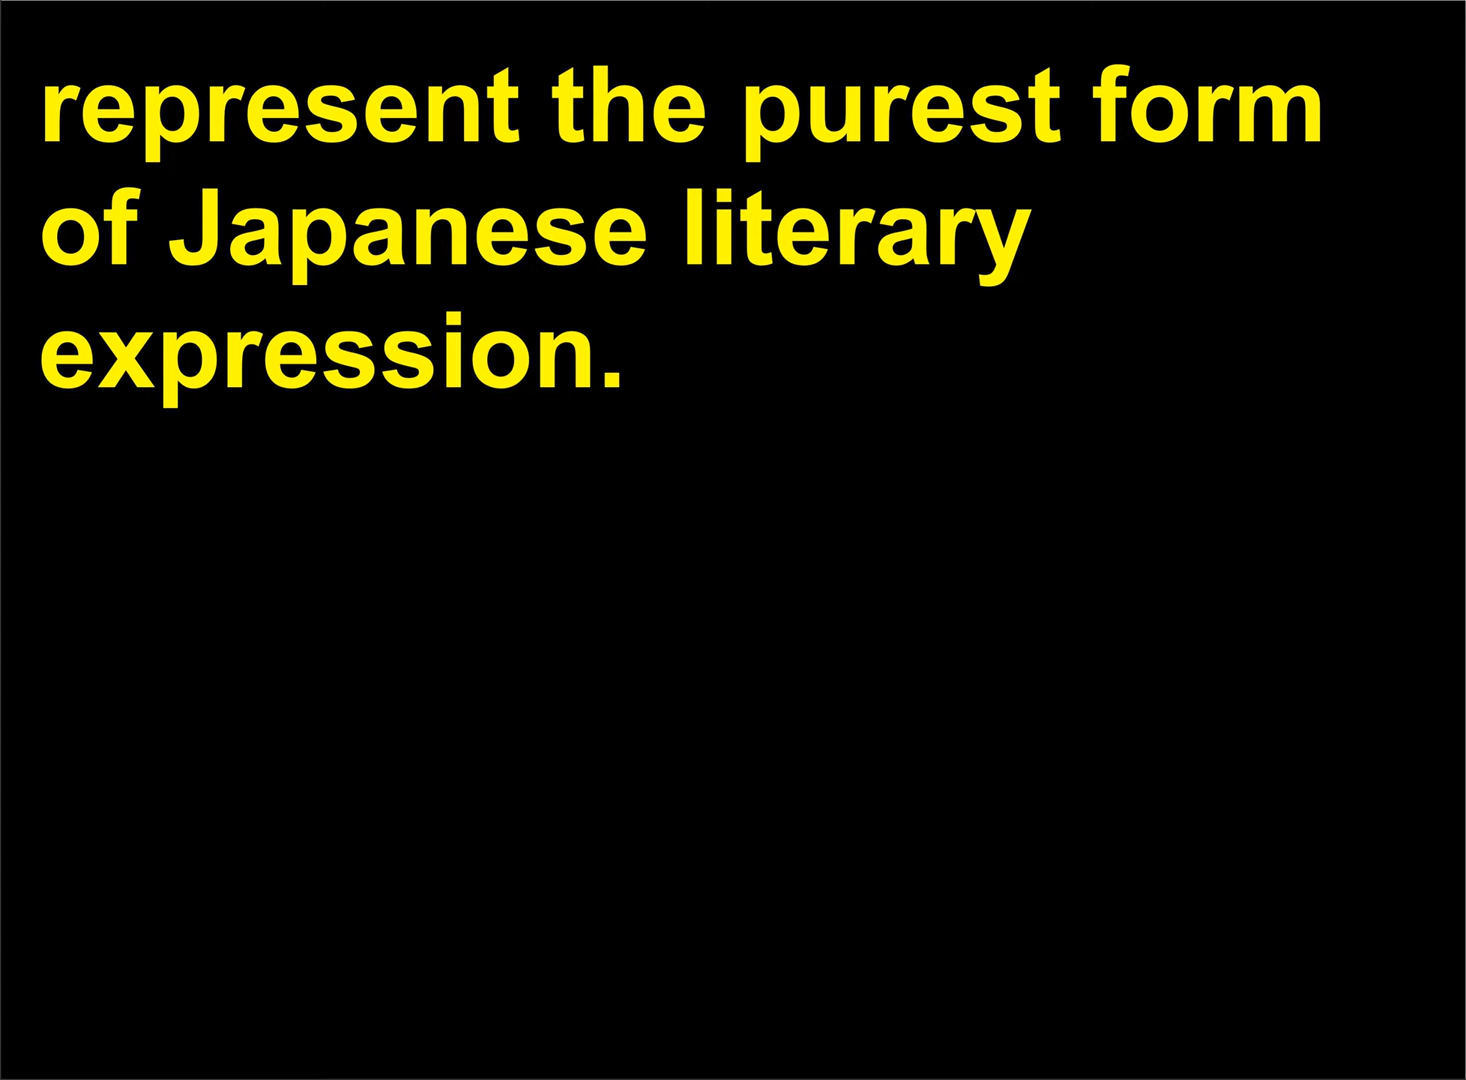 represent the purest form
of Japanese literary
expression.